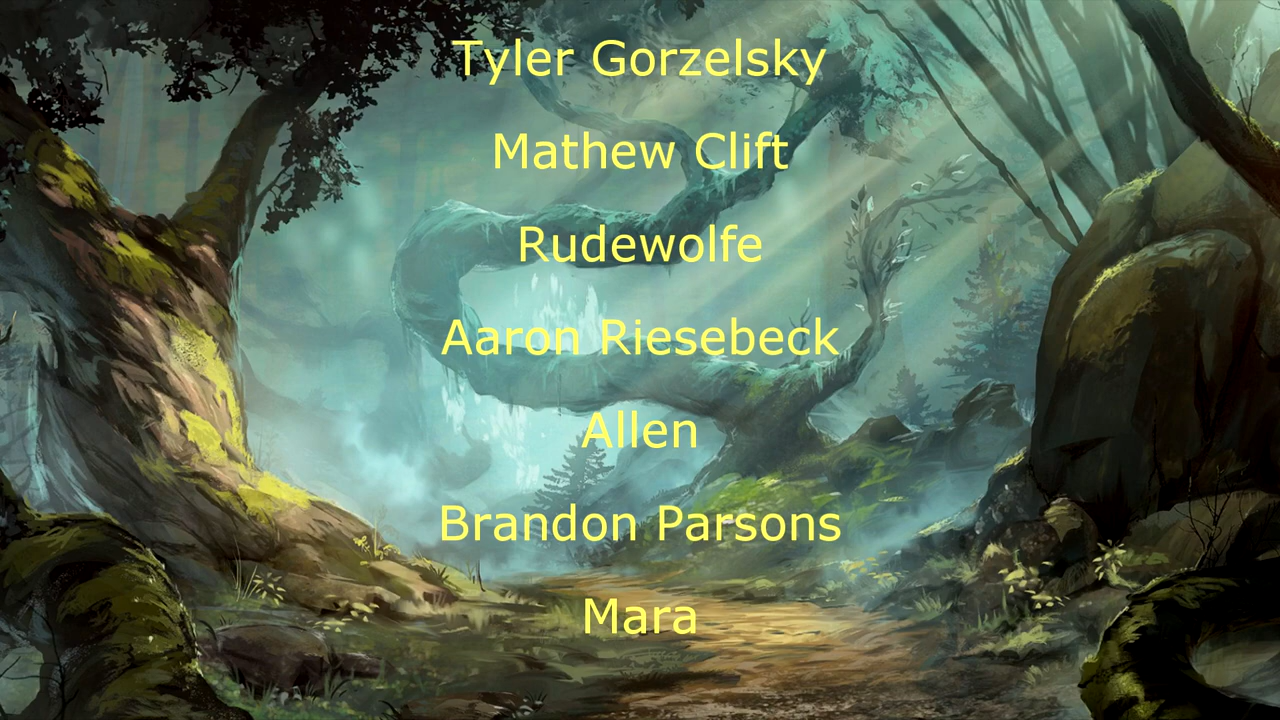 Tyler Gorzelsky
Mathew Clift
Rudewolfe
Aaron Riesebeck
Allen
Brandon Parsons
Mara